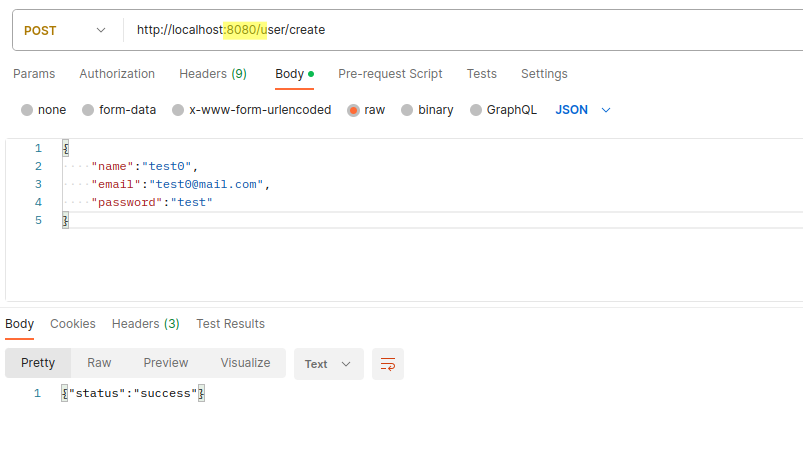 POST http://localhost:8080/user/create
Params Authorization Headers (9) Body Pre-request Script Tests Settings
none form-data x-www-form-urlencoded raw binary GraphQL JSON
1 {
2 ····"name":"test0",
3 ····"email":"test0@mail.com",
4 ····"password":"test"
5 }
Body Cookies Headers (3) Test Results
Pretty Raw Preview Visualize Text
1 {"status":"success"}